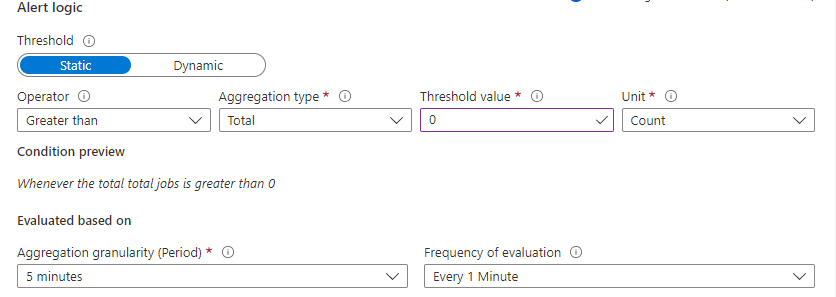 Alert logic
Threshold
Static Dynamic
Operator Aggregation type * Threshold value * Unit *
Greater than Total 0 Count
Condition preview
Whenever the total total jobs is greater than 0
Evaluated based on
Aggregation granularity (Period) * Frequency of evaluation
5 minutes Every 1 Minute